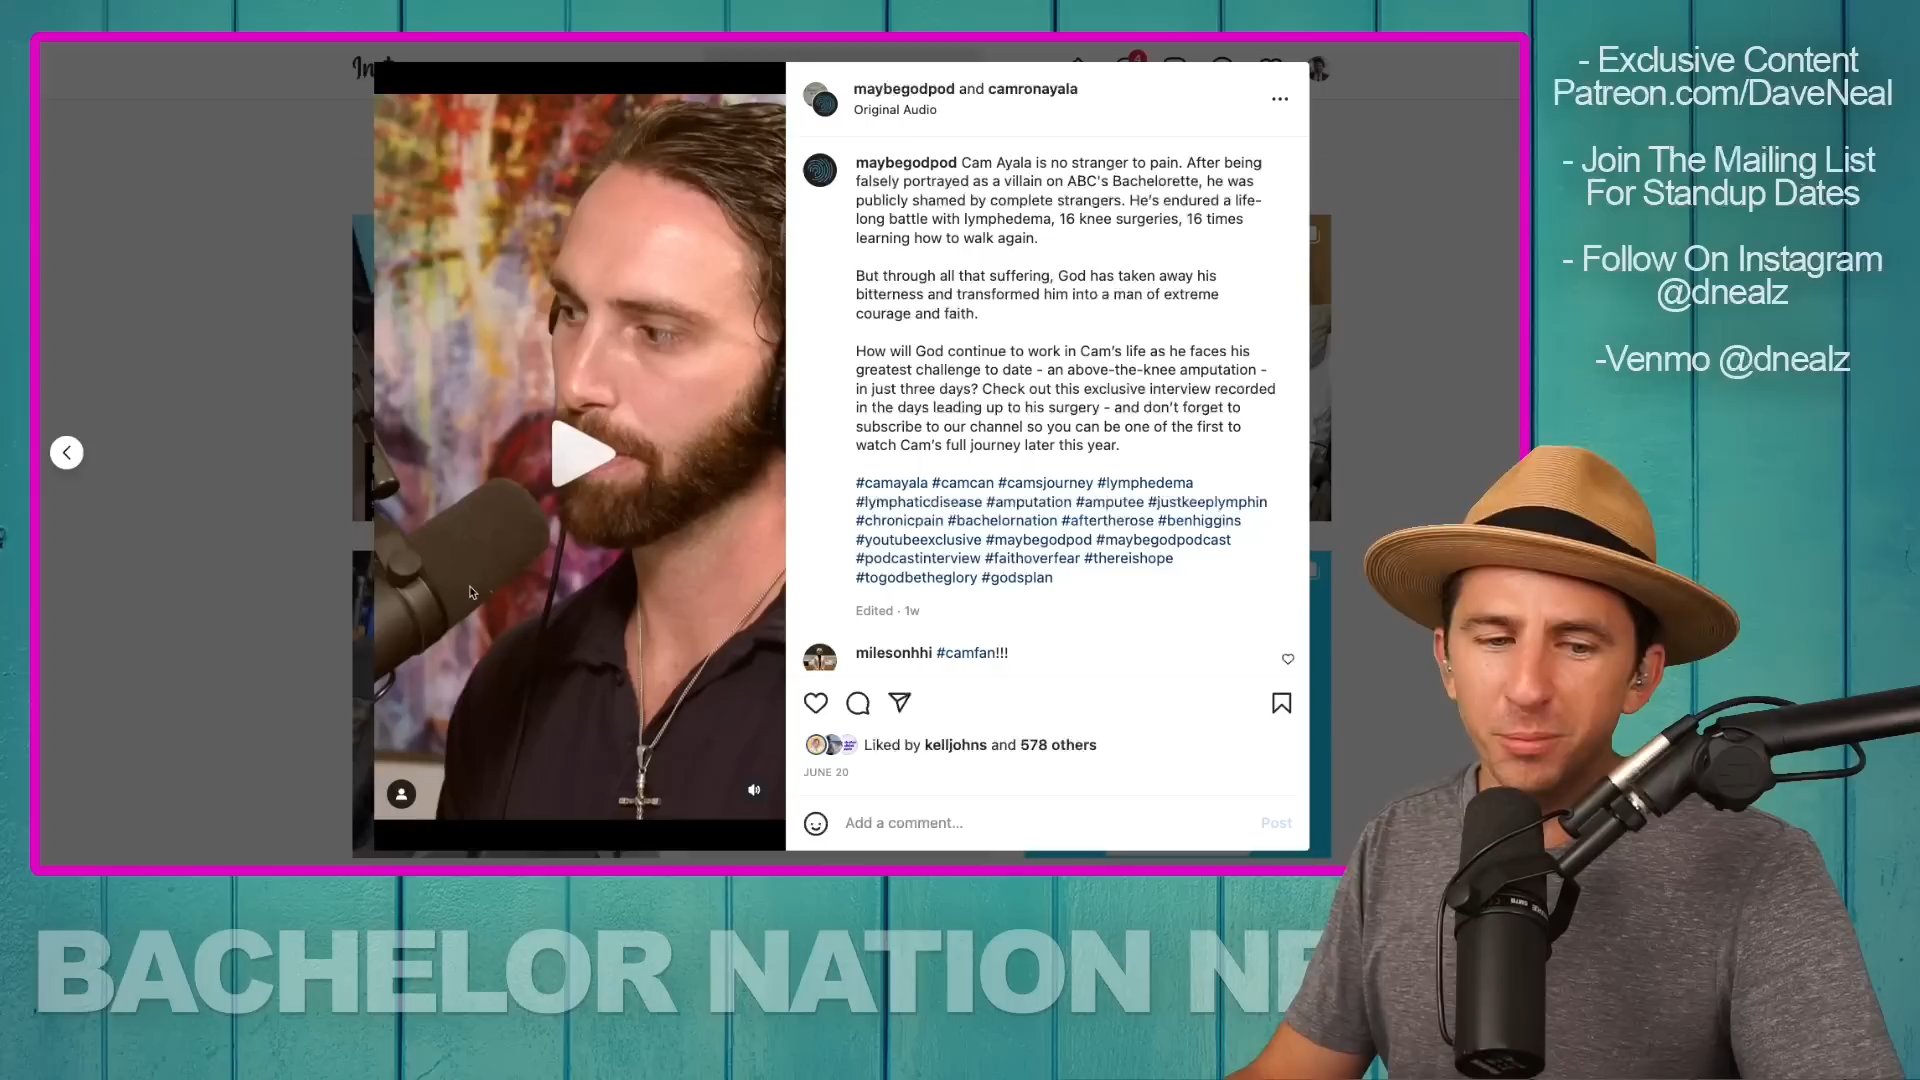 maybegodpod and camronayala
Original Audio
maybegodpod Cam Ayala is no stranger to pain. After being
falsely portrayed as a villain on ABC's Bachelorette, he was
publicly shamed by complete strangers. He's endured a life-
long battle with lymphedema, 16 knee surgeries, 16 times
learning how to walk again.
But through all that suffering, God has taken away his
bitterness and transformed him into a man of extreme
courage and faith.
How will God continue to work in Cam's life as he faces his
greatest challenge to date - an above-the-knee amputation -
in just three days? Check out this exclusive interview recorded
in the days leading up to his surgery - and don't forget to
subscribe to our channel so you can be one of the first to
watch Cam's full journey later this year.
#camayala #camcan #camsjourney #lymphedema
#lymphaticdisease #amputation #amputee #justkeeplymphin
#chronicpain #bachelornation #aftertherose #benhiggins
#youtubeexclusive #maybegodpod #maybegodpodcast
#podcastinterview #faithoverfear #thereishope
#togodbetheglory #godsplan
Edited · 1w
milesonhhi #camfan!!!
Liked by kelljohns and 578 others
JUNE 20
Add a comment...
Post
- Exclusive Content
Patreon.com/DaveNeal
- Join The Mailing List
For Standup Dates
- Follow On Instagram
@dnealz
-Venmo @dnealz
BACHELOR NATION NE